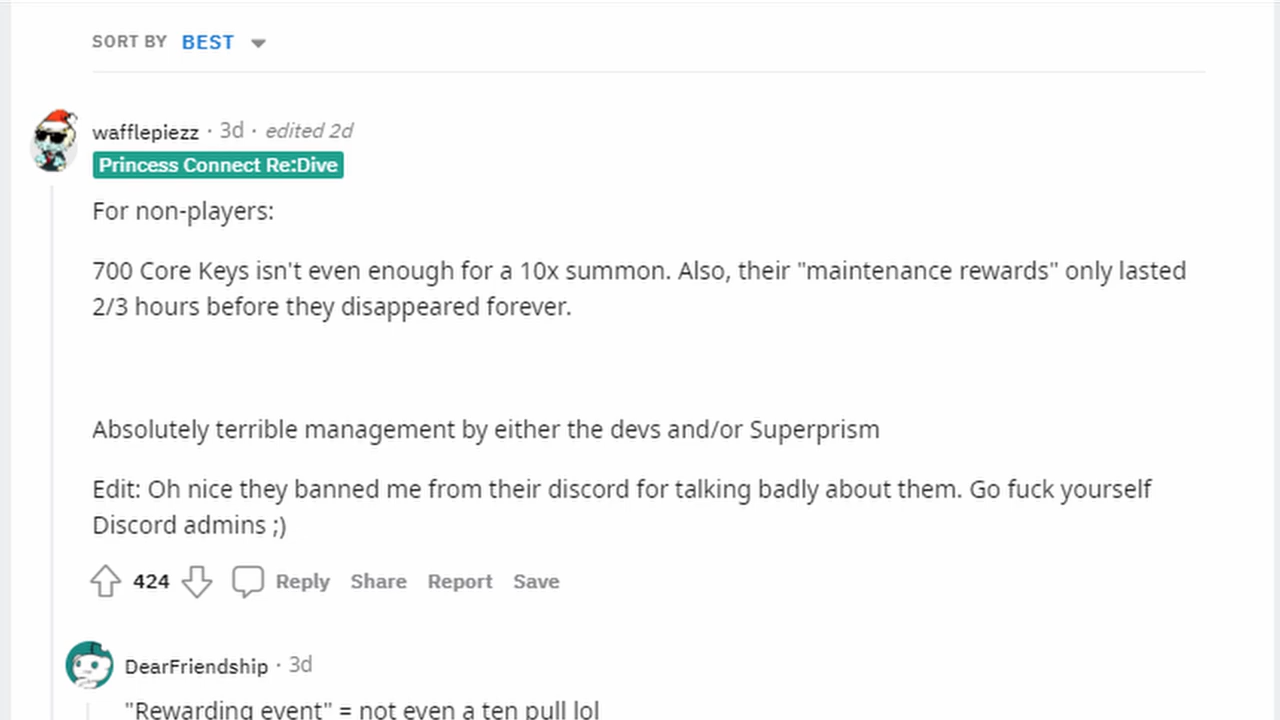 SORT BY BEST
wafflepiezz · 3d · edited 2d
Princess Connect Re:Dive
For non-players:
700 Core Keys isn't even enough for a 10x summon. Also, their "maintenance rewards" only lasted
2/3 hours before they disappeared forever.
Absolutely terrible management by either the devs and/or Superprism
Edit: Oh nice they banned me from their discord for talking badly about them. Go fuck yourself
Discord admins ;)
424 Reply Share Report Save
DearFriendship · 3d
"Rewarding event" = not even a ten pull lol